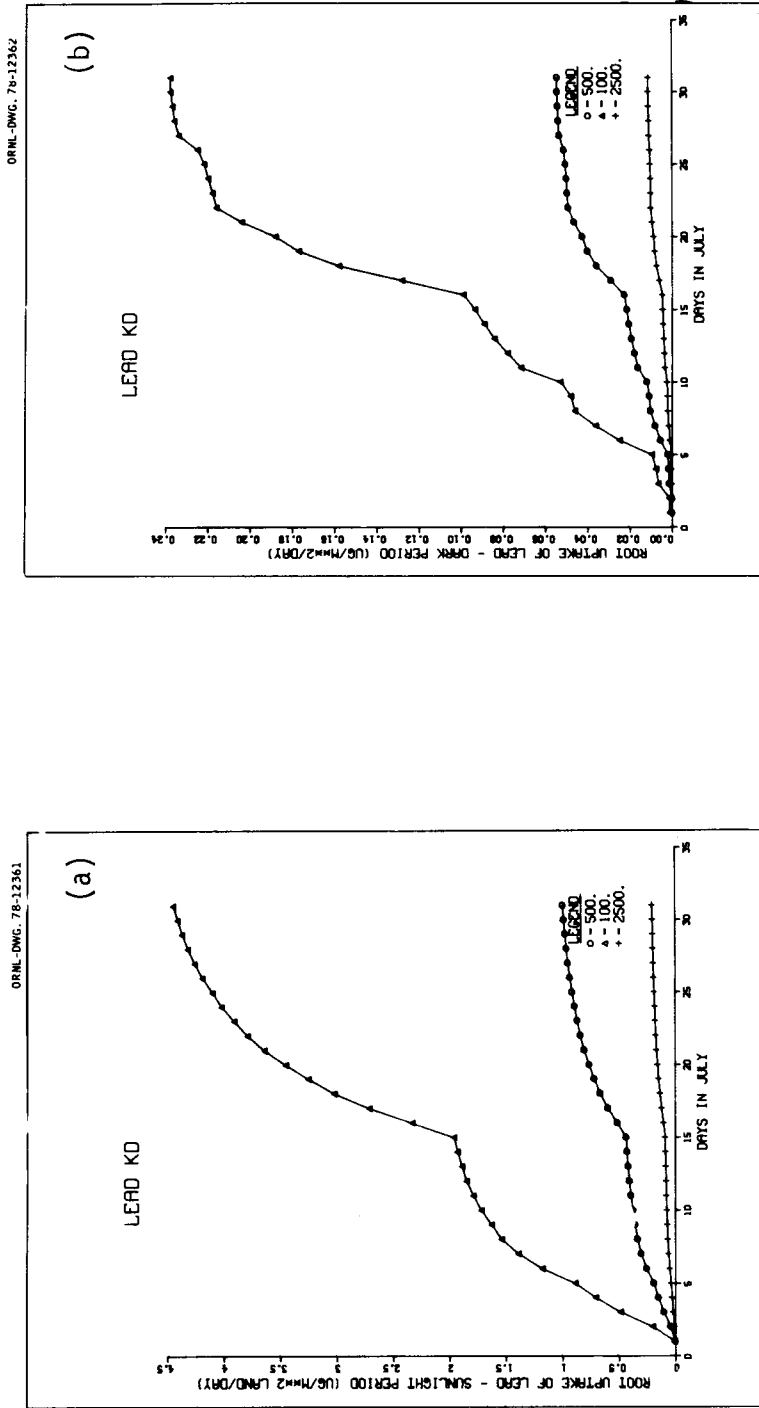 ORNL-DWG. 78-12361
(a)
LEAD KD
ROOT UPTAKE OF LEAD - SUNLIGHT PERIOD (UG/M**2 LAND/DAY)
4.5
4
3.5
3
2.5
2
1.5
1
0.5
0
LEGEND
o - 500.
▵ - 100.
+ - 2500.
0 5 10 15 20 25 30 35
DAYS IN JULY
ORNL-DWG. 78-12362
(b)
LEAD KD
ROOT UPTAKE OF LEAD - DARK PERIOD (UG/M**2/DAY)
0.24
0.22
0.20
0.18
0.16
0.14
0.12
0.10
0.08
0.06
0.04
0.02
0.00
LEGEND
o - 500.
▵ - 100.
+ - 2500.
0 5 10 15 20 25 30 35
DAYS IN JULY